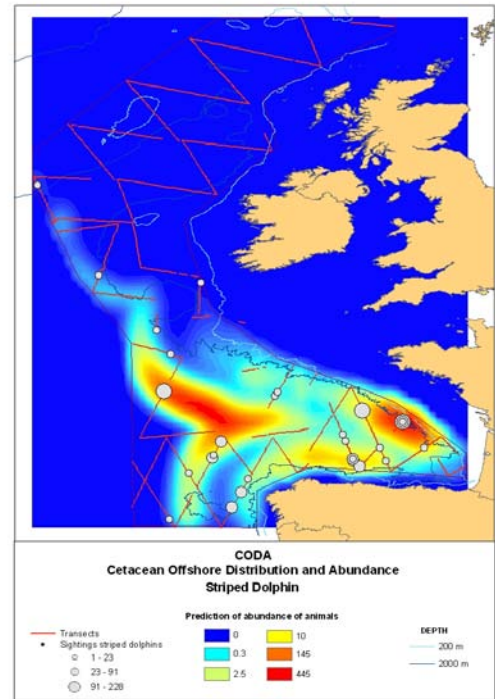 CODA
Cetacean Offshore Distribution and Abundance
Striped Dolphin
Prediction of abundance of animals
Transects
Sightings striped dolphins
1 - 23
23 - 91
91 - 228
0
0.3
2.5
10
145
445
DEPTH
200 m
2000 m